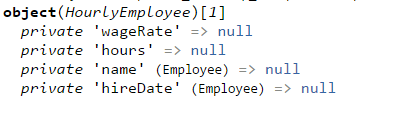 object(HourlyEmployee)[1]
private 'wageRate' => null
private 'hours' => null
private 'name' (Employee) => null
private 'hireDate' (Employee) => null